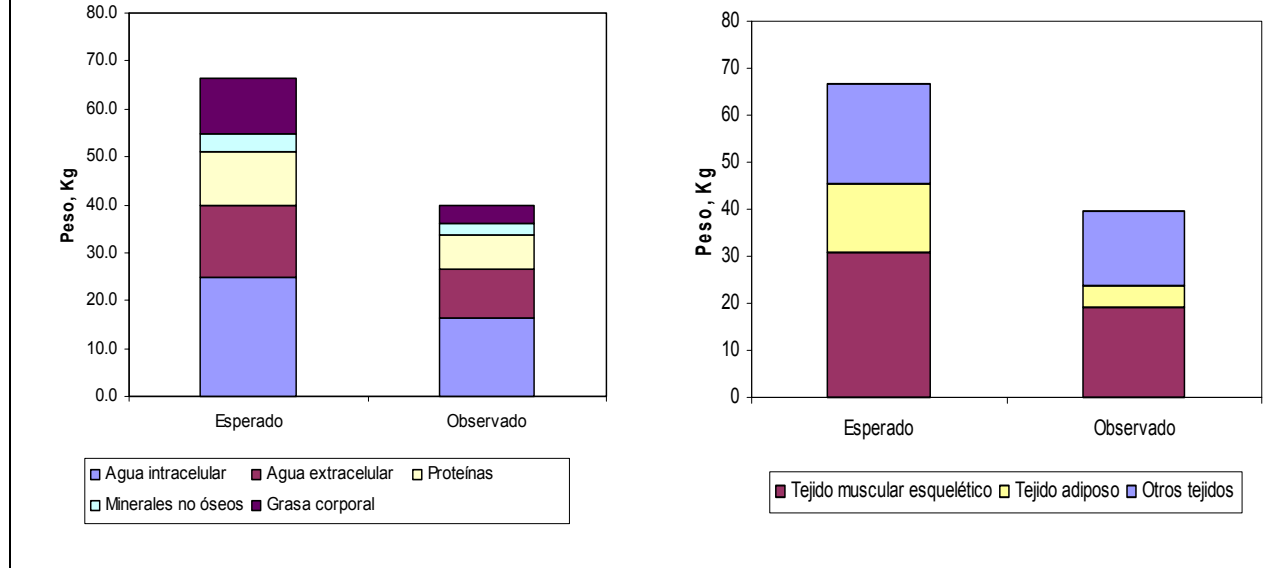 80.0
70.0
60.0
50.0
40.0
30.0
20.0
10.0
0.0
Peso, Kg
Esperado
Observado
Agua intracelular
Agua extracelular
Proteínas
Minerales no óseos
Grasa corporal
80
70
60
50
40
30
20
10
0
Peso, Kg
Esperado
Observado
Tejido muscular esquelético
Tejido adiposo
Otros tejidos